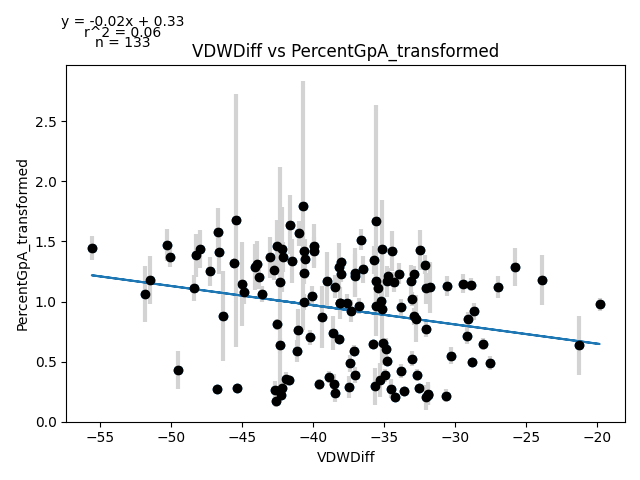 y = -0.02x + 0.33
r^2 = 0.06
n = 133
VDWDiff vs PercentGpA_transformed
PercentGpA_transformed
2.5
2.0
1.5
1.0
0.5
0.0
−55 −50 −45 −40 −35 −30 −25 −20
VDWDiff